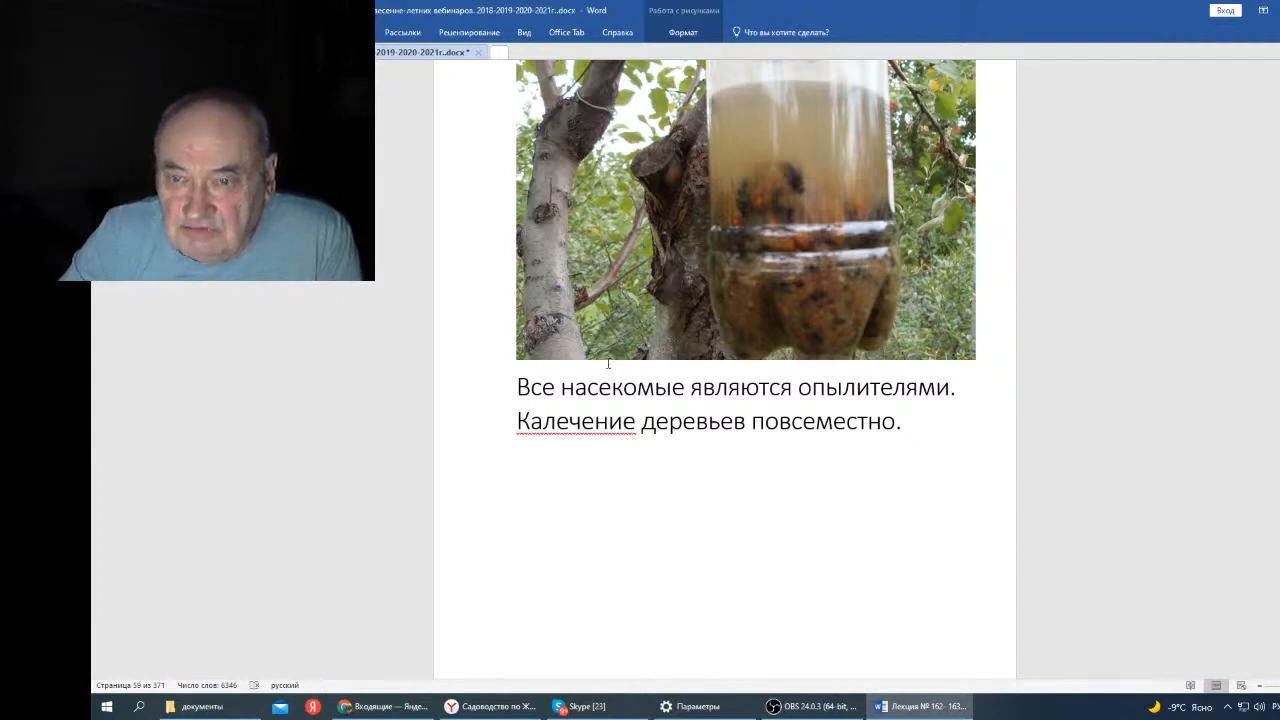 весенне-летних вебинаров. 2018-2019-2020-2021г..docx - Word
Работа с рисунками
Вход
Рассылки
Рецензирование
Вид
Office Tab
Справка
Формат
Что вы хотите сделать?
2019-2020-2021г..docx *
Все насекомые являются опылителями.
Калечение деревьев повсеместно.
Страница 59 из 371
Число слов: 6346
русский
документы
Входящие — Янде...
Садоводство по Ж...
Skype [23]
Параметры
OBS 24.0.3 (64-bit, ...
Лекция № 162- 163...
-8°C